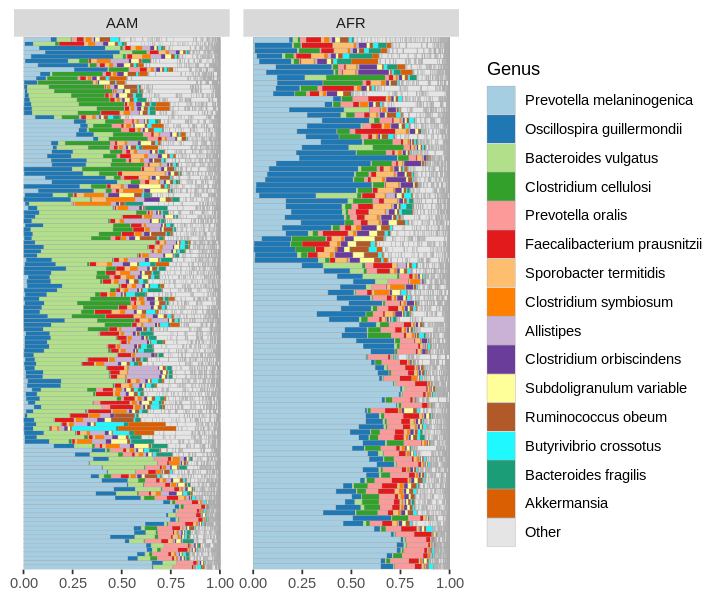 AAM AFR
Genus
Prevotella melaninogenica
Oscillospira guillermondii
Bacteroides vulgatus
Clostridium cellulosi
Prevotella oralis
Faecalibacterium prausnitzii
Sporobacter termitidis
Clostridium symbiosum
Allistipes
Clostridium orbiscindens
Subdoligranulum variable
Ruminococcus obeum
Butyrivibrio crossotus
Bacteroides fragilis
Akkermansia
Other
0.00 0.25 0.50 0.75 1.00 0.00 0.25 0.50 0.75 1.00